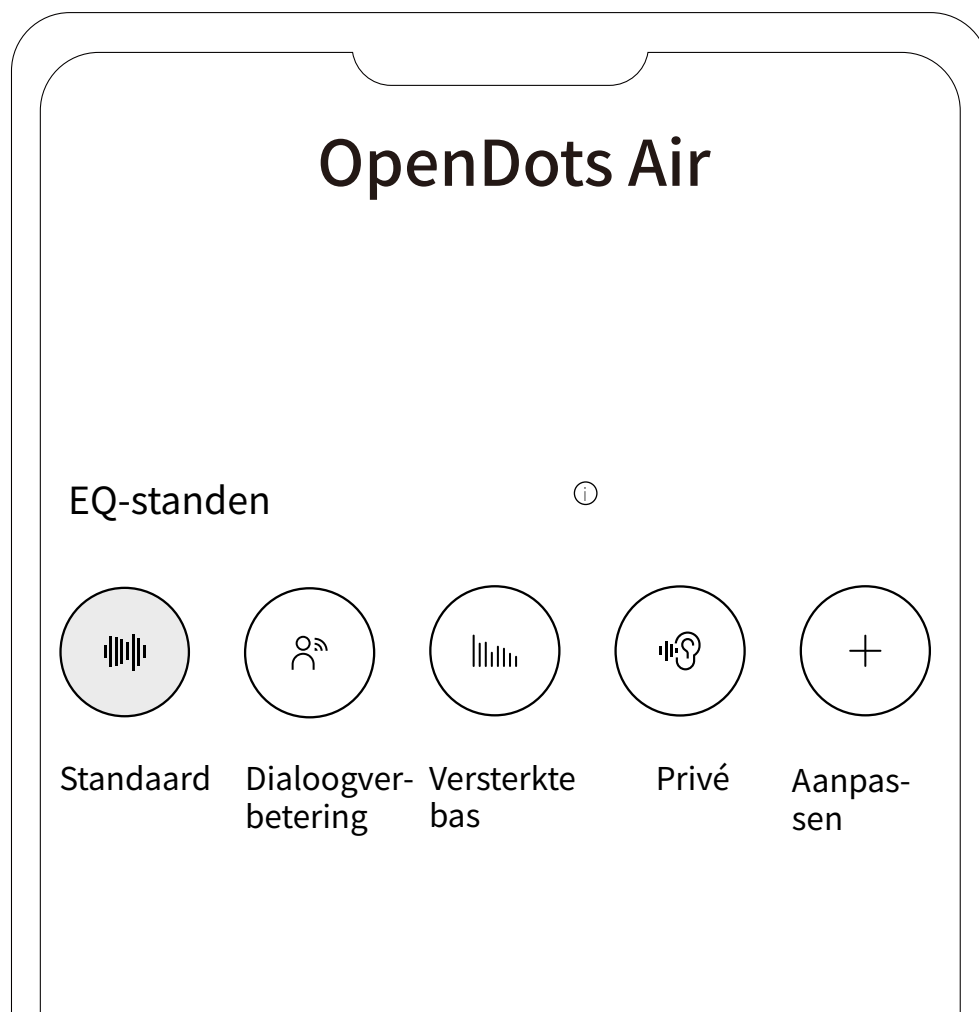 OpenDots Air
EQ-standen
Standaard
Dialoogver-
betering
Versterkte
bas
Privé
Aanpas-
sen